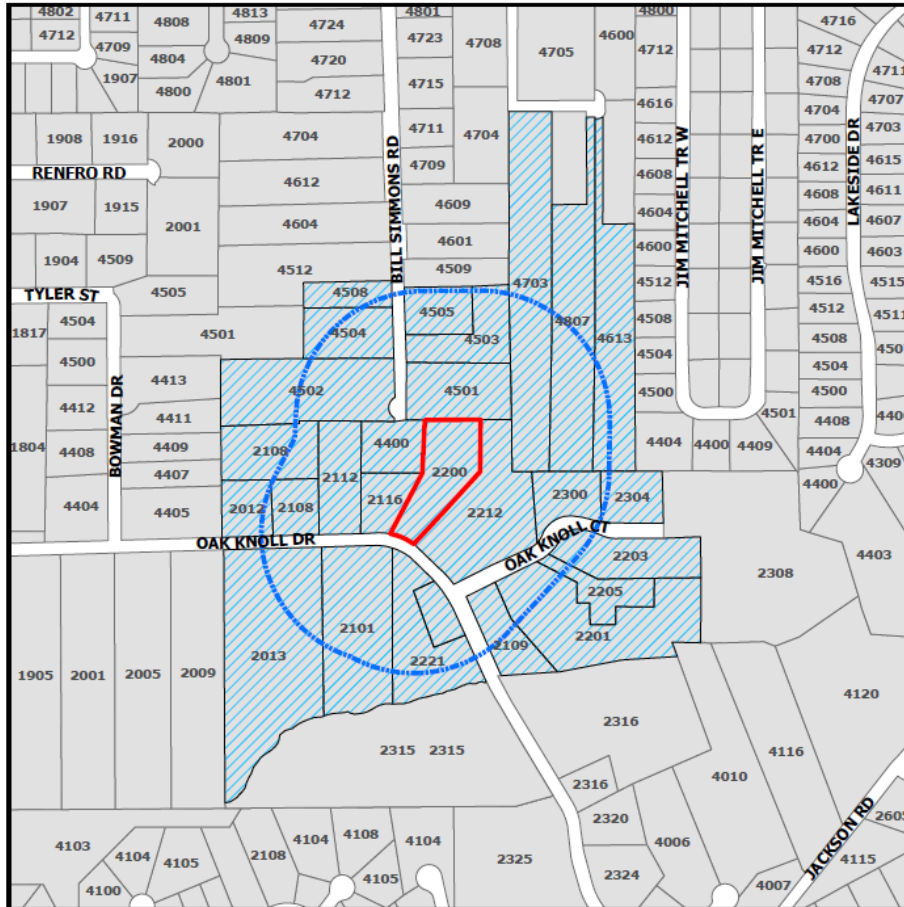 4802 4711 4808 4813 4724 4801 4708 4705 4600 4800 4716
4712 4709 4804 4809 4720 4723 4712 4712 4711
1907 4800 4801 4712 4715 4616 4708 4704 4707
1908 1916 2000 4704 4711 4704 4612 4700 4703
RENFRO RD 4709 4608 4612 4615
1907 1915 2001 4612 4609 4604 4608 4611
4604 4601 4600 4604 4607
1904 4509 4512 4509 4703 4512 4600 4603
TYLER ST 4505 4508 4505 4807 4508 4516 4515
1817 4504 4501 4504 4503 4613 4504 4512
4500 4413 4502 4501 4500 4508
4412 4411 4504
1804 4408 4409 4500
4407 4501 4408
4404 4405 4404 4400 4409 4404 4309
2108 2112 4400 2200 4400
2012 2108 2116 2212 2300 2304
BILL SIMMONS RD
JIM MITCHELL TR W
JIM MITCHELL TR E
LAKESIDE DR
BOWMAN DR
OAK KNOLL DR
OAK KNOLL CT
2203 2308 4403
2205
2013 2101 2221 2109 2201
1905 2001 2005 2009 4120
2315 2315 2316 4116
2316 4010
2320 4006 2605
4103 4104 4105 2108 4104 4108 4104 2325 4115
4100 4105 2324 4007
JACKSON RD